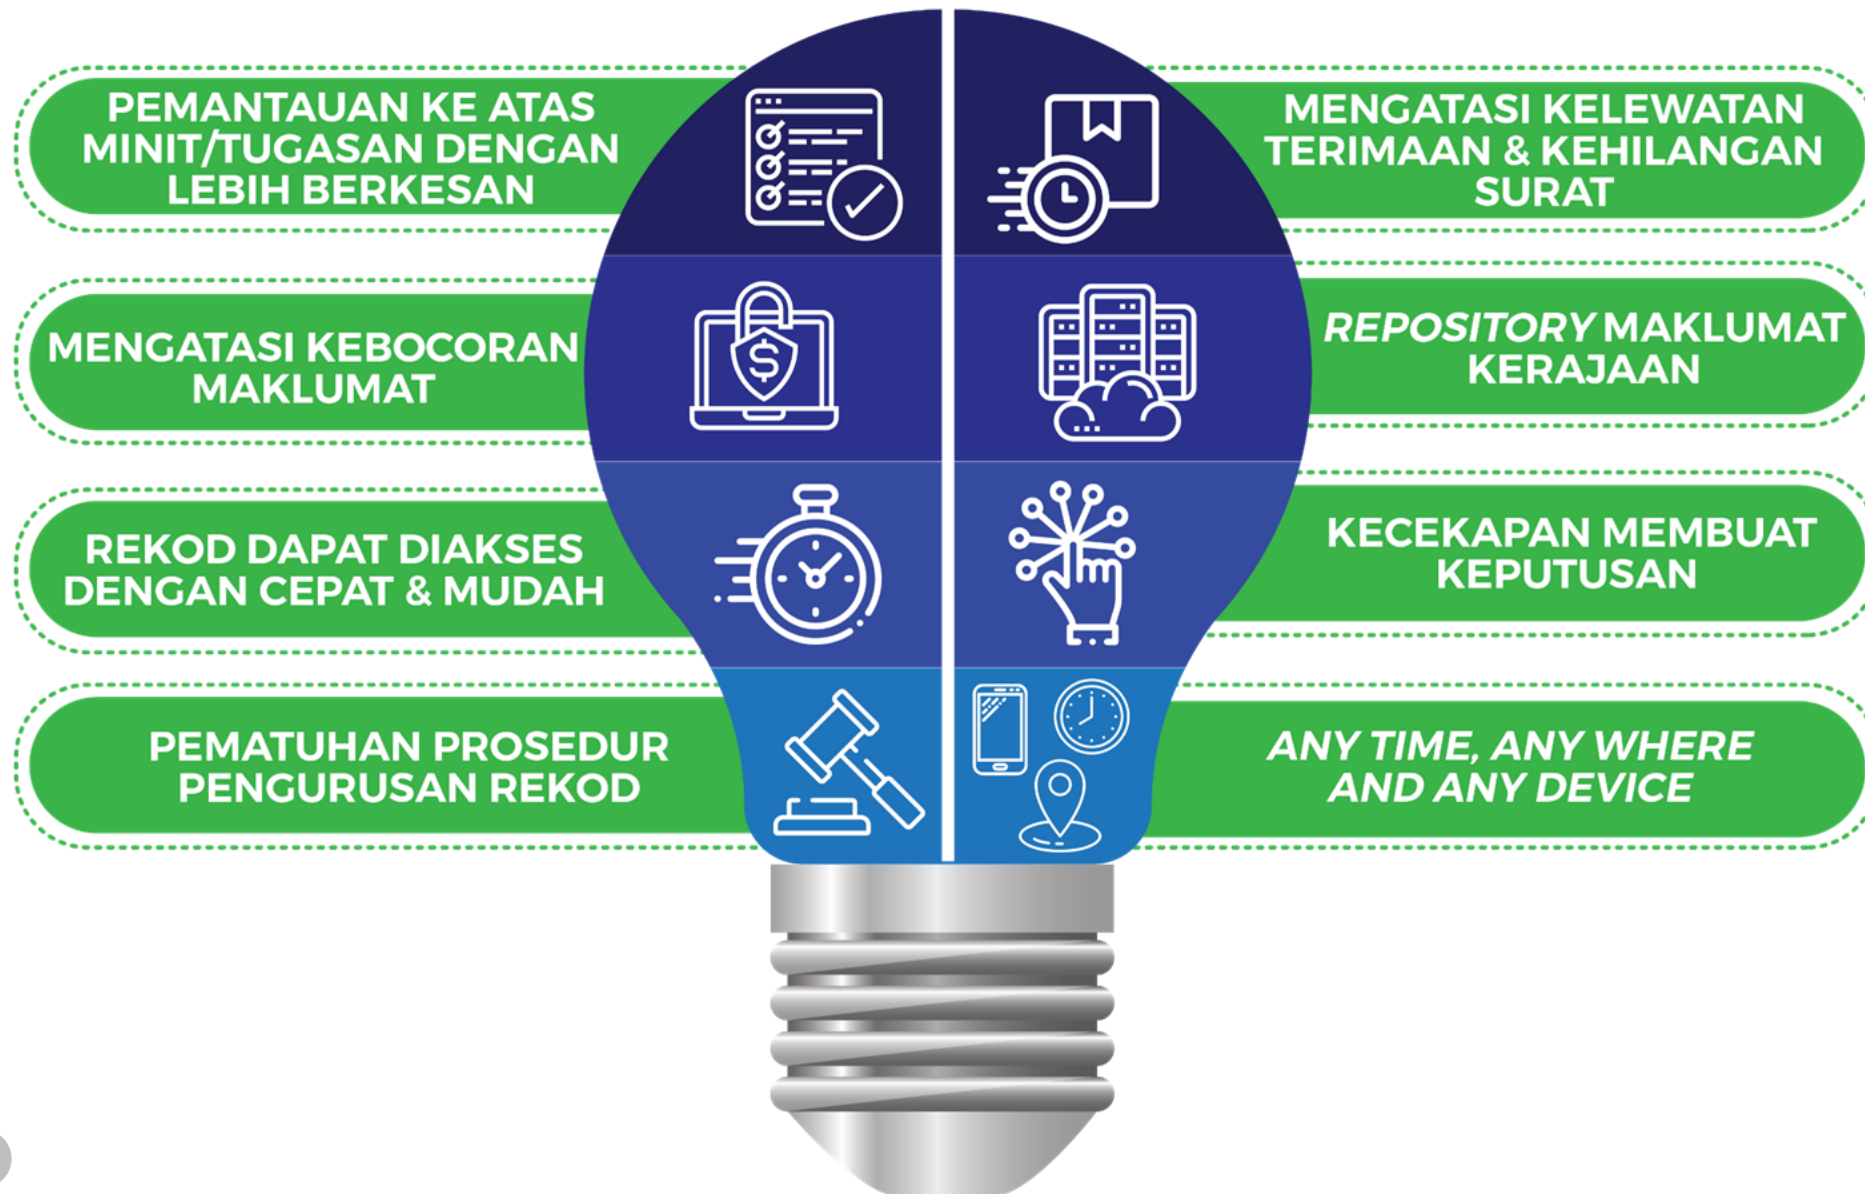 PEMANTAUAN KE ATAS
MINIT/TUGASAN DENGAN
LEBIH BERKESAN
MENGATASI KEBOCORAN
MAKLUMAT
REKOD DAPAT DIAKSES
DENGAN CEPAT & MUDAH
PEMATUHAN PROSEDUR
PENGURUSAN REKOD
MENGATASI KELEWATAN
TERIMAAN & KEHILANGAN
SURAT
REPOSITORY MAKLUMAT
KERAJAAN
KECEKAPAN MEMBUAT
KEPUTUSAN
ANY TIME, ANY WHERE
AND ANY DEVICE